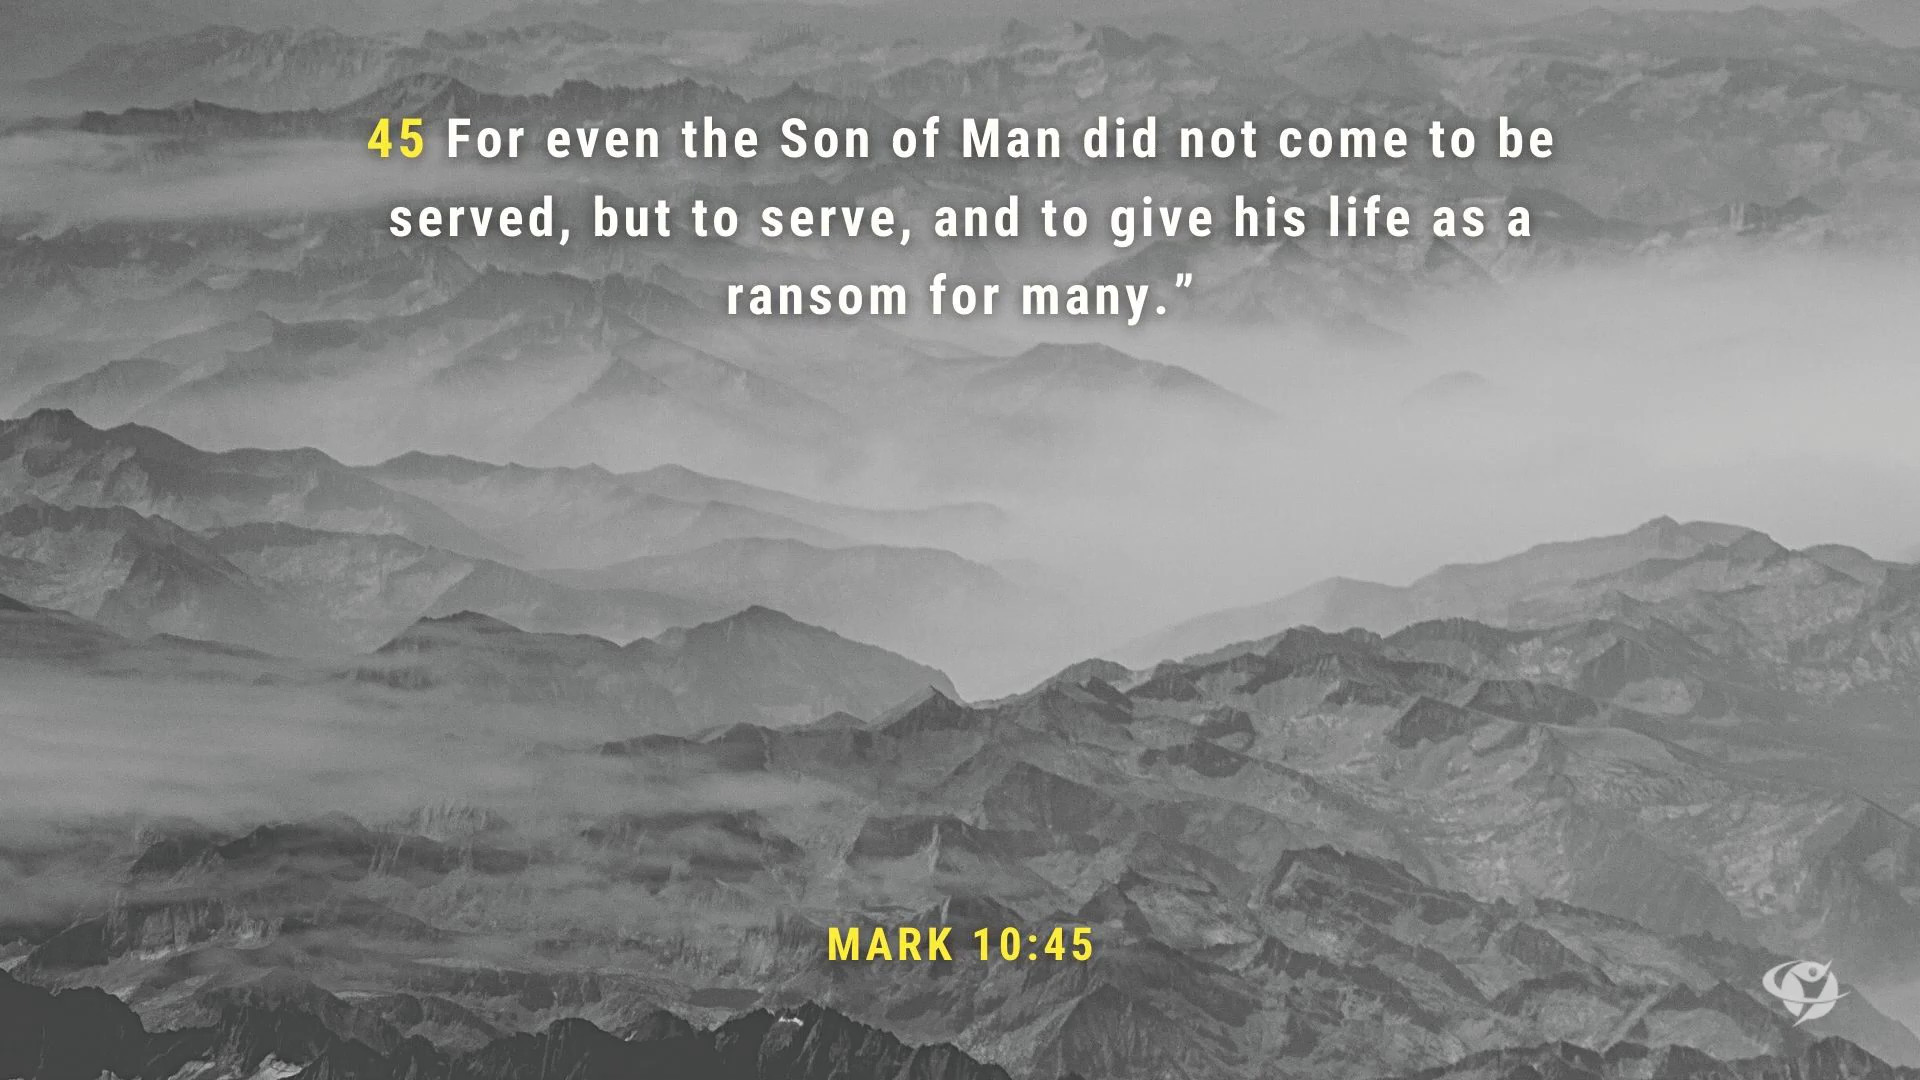 45 For even the Son of Man did not come to be
served, but to serve, and to give his life as a
ransom for many.”
MARK 10:45